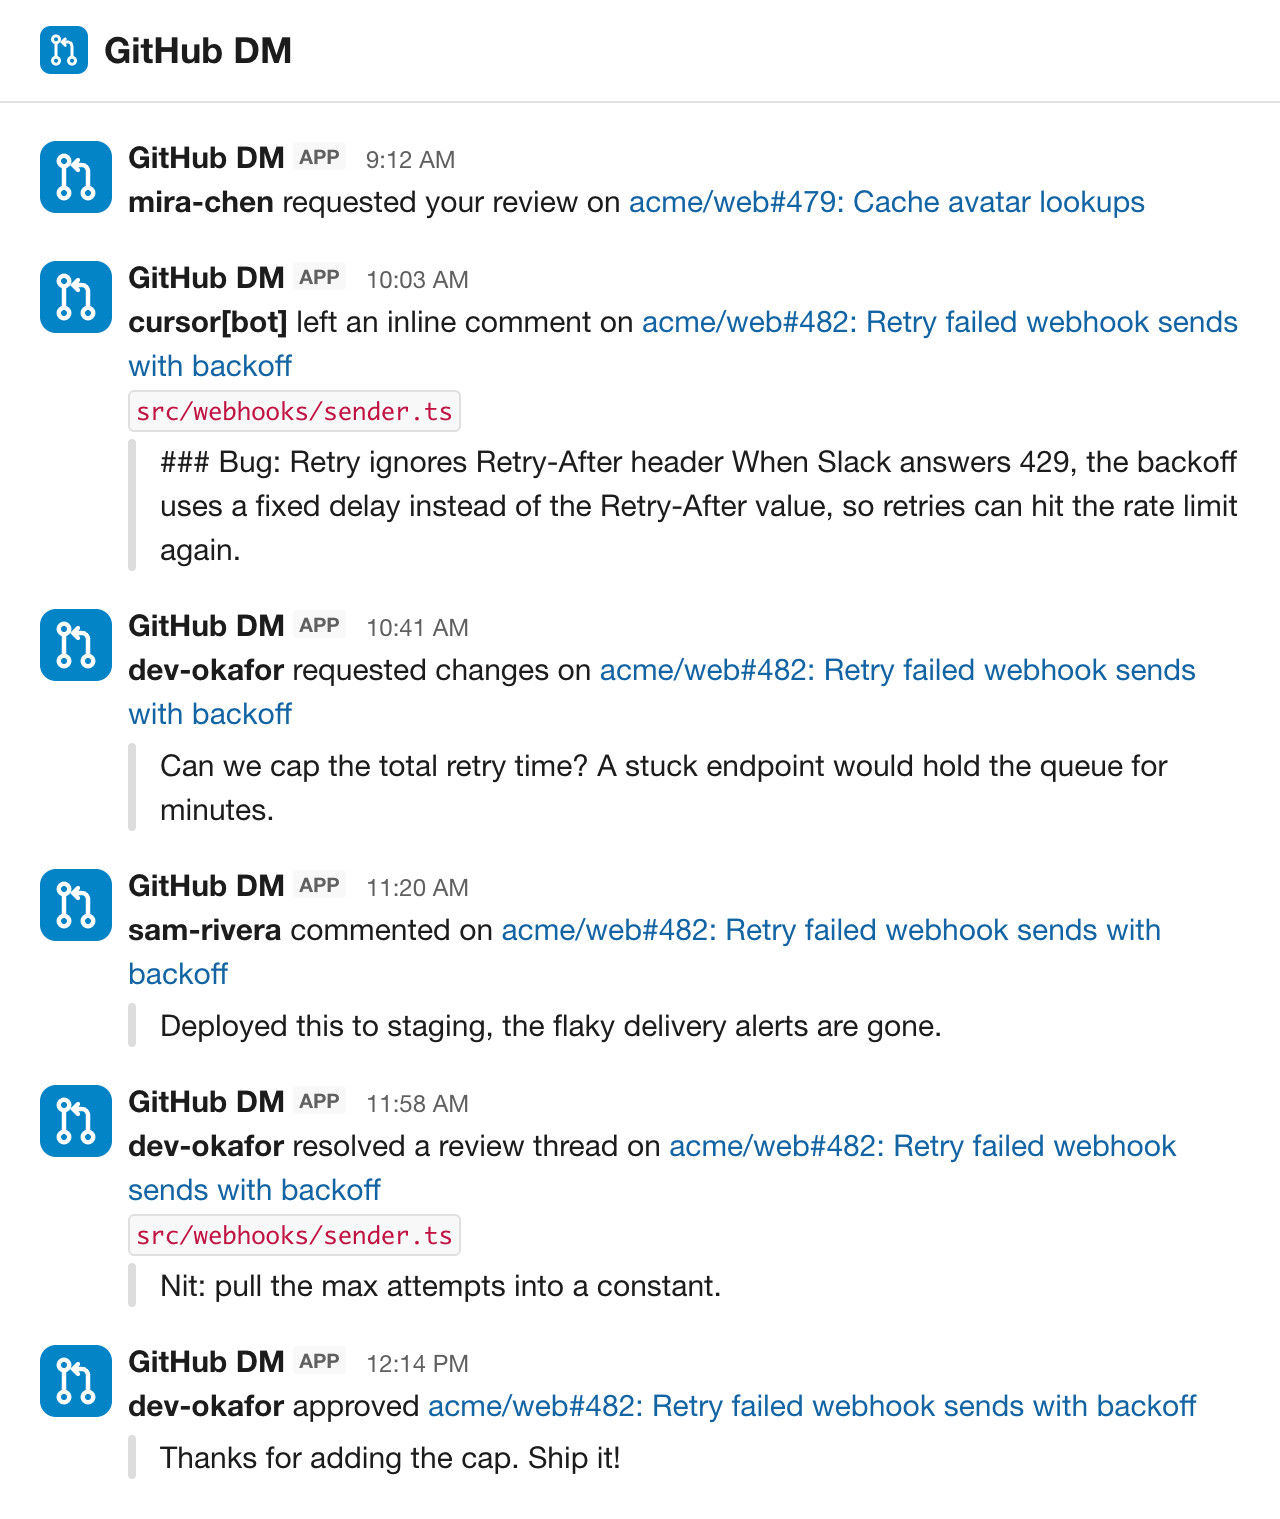 GitHub DM
GitHub DM APP 9:12 AM
mira-chen requested your review on acme/web#479: Cache avatar lookups
GitHub DM APP 10:03 AM
cursor[bot] left an inline comment on acme/web#482: Retry failed webhook sends
with backoff
src/webhooks/sender.ts
### Bug: Retry ignores Retry-After header When Slack answers 429, the backoff
uses a fixed delay instead of the Retry-After value, so retries can hit the rate limit
again.
GitHub DM APP 10:41 AM
dev-okafor requested changes on acme/web#482: Retry failed webhook sends
with backoff
Can we cap the total retry time? A stuck endpoint would hold the queue for
minutes.
GitHub DM APP 11:20 AM
sam-rivera commented on acme/web#482: Retry failed webhook sends with
backoff
Deployed this to staging, the flaky delivery alerts are gone.
GitHub DM APP 11:58 AM
dev-okafor resolved a review thread on acme/web#482: Retry failed webhook
sends with backoff
src/webhooks/sender.ts
Nit: pull the max attempts into a constant.
GitHub DM APP 12:14 PM
dev-okafor approved acme/web#482: Retry failed webhook sends with backoff
Thanks for adding the cap. Ship it!